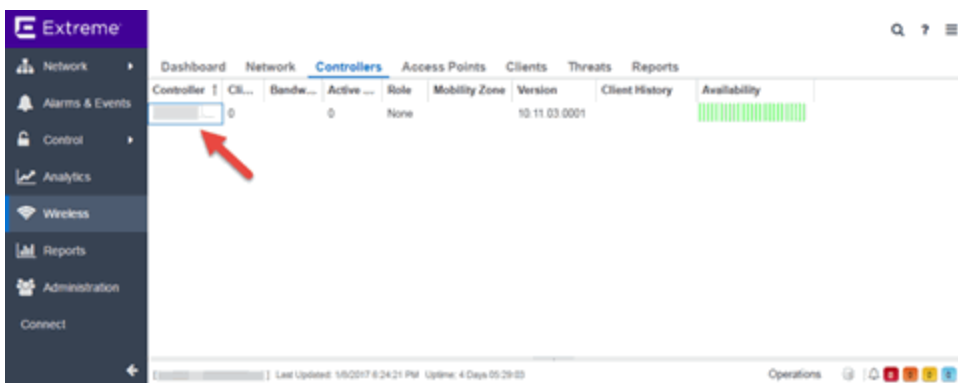 Extreme
?
Network
Alarms & Events
Control
Analytics
Wireless
Reports
Administration
Connect
Dashboard Network Controllers Access Points Clients Threats Reports
Controller ↑ Cli... Bandw... Active ... Role Mobility Zone Version Client History Availability
0 0 None 10.11.03.0001
[ ] Last Updated: 1/6/2017 6:24:21 PM Uptime: 4 Days 05:29:03 Operations